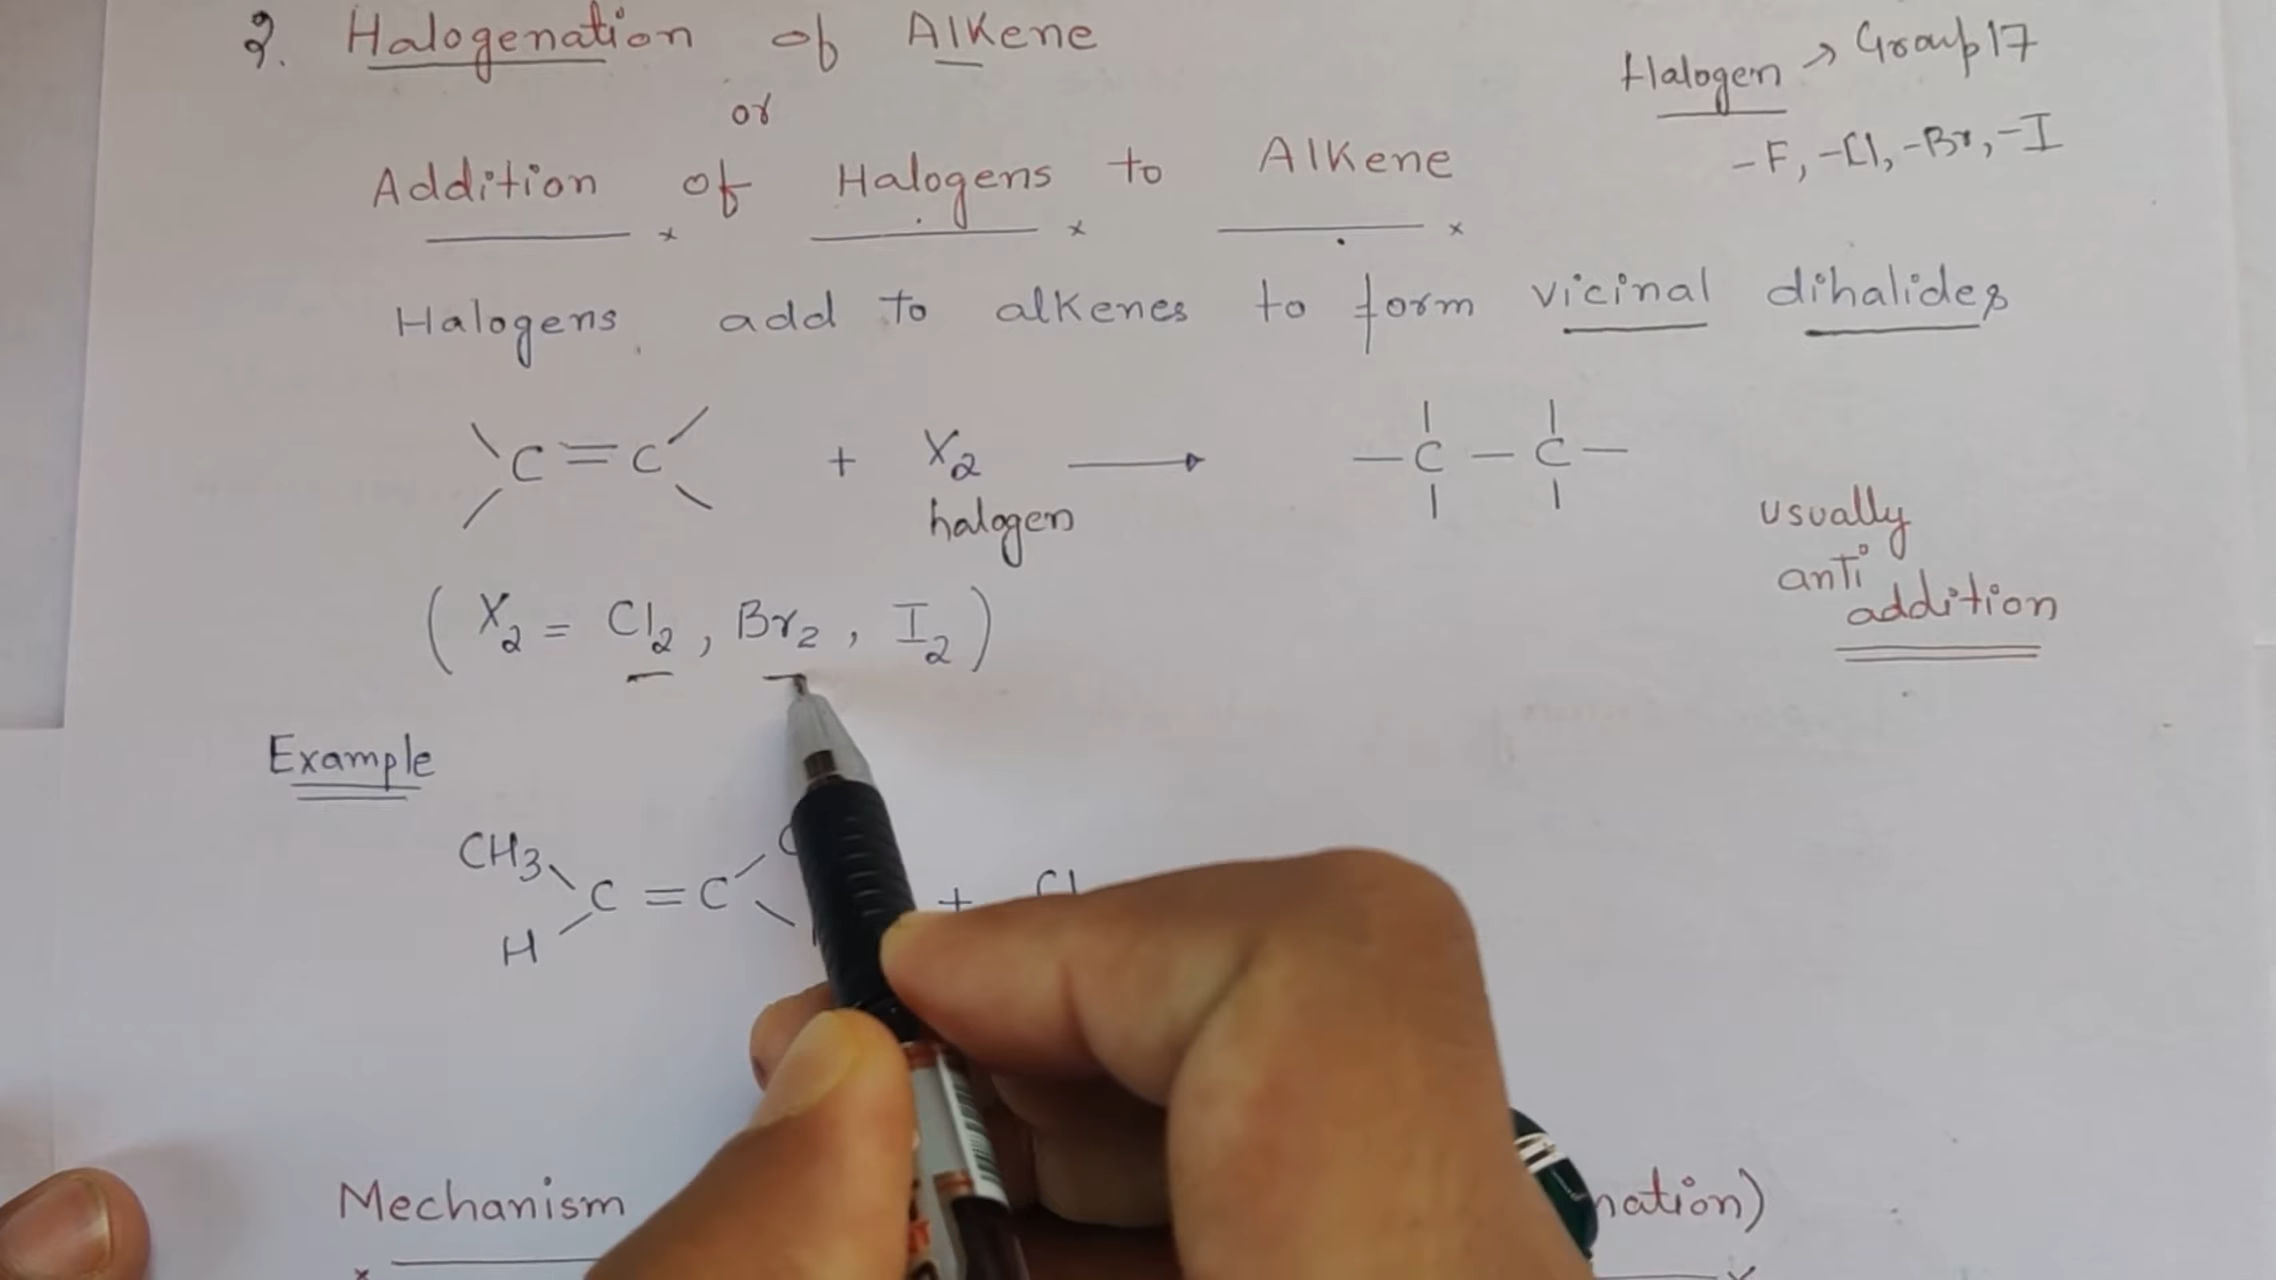 2. Halogenation of Alkene
or
Addition of Halogens to Alkene
Halogen → Group 17
-F, -Cl, -Br, -I
Halogens add to alkenes to form vicinal dihalides
C = C + X2 → - C - C -
halogen
usually
anti
addition
( X2 = Cl2 , Br2 , I2 )
Example
CH3
C = C
H
+ Cl
Mechanism
nation)